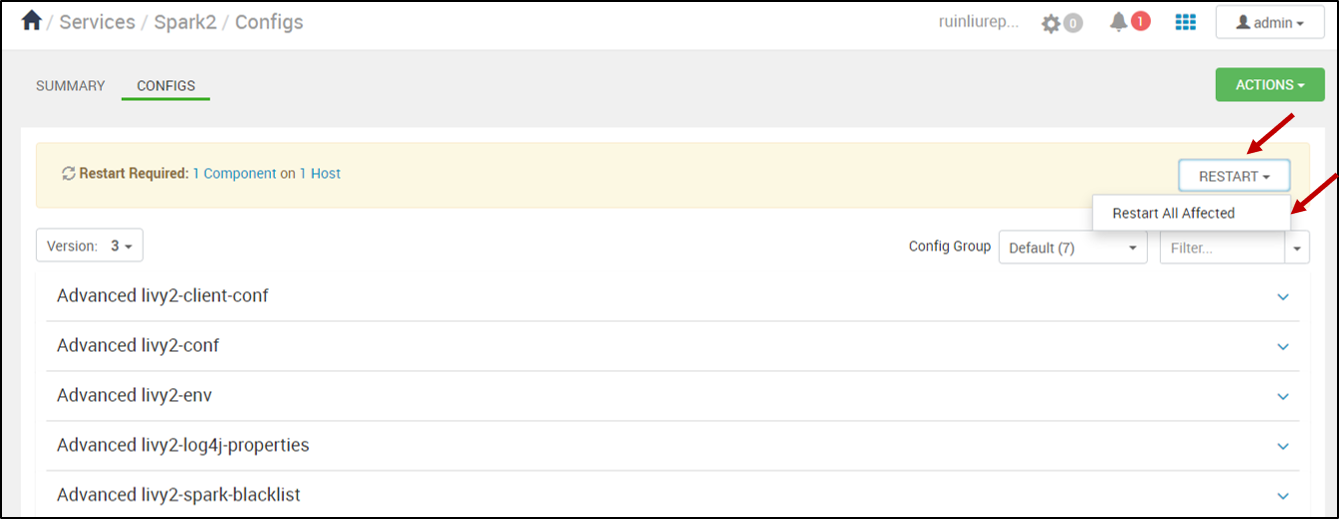 / Services / Spark2 / Configs
ruinliurep... 0 1 admin
SUMMARY CONFIGS ACTIONS
Restart Required: 1 Component on 1 Host RESTART
Restart All Affected
Version: 3 Config Group Default (7) Filter...
Advanced livy2-client-conf
Advanced livy2-conf
Advanced livy2-env
Advanced livy2-log4j-properties
Advanced livy2-spark-blacklist